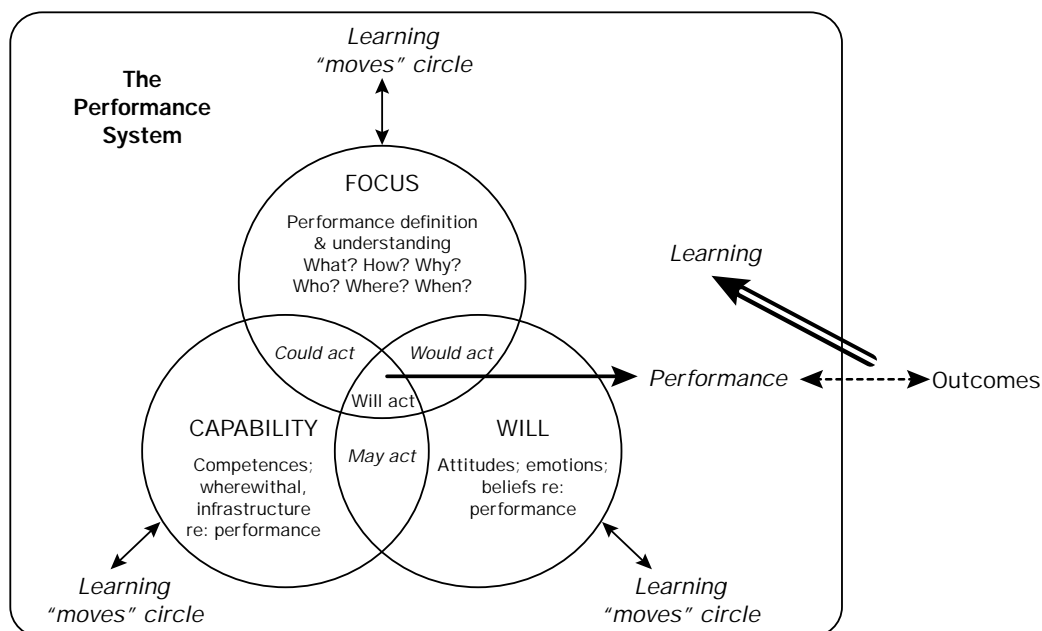 Learning
“moves” circle
The
Performance
System
FOCUS
Performance definition
& understanding
What? How? Why?
Who? Where? When?
Learning
Could act
Would act
Performance
Outcomes
Will act
CAPABILITY
WILL
May act
Competences;
wherewithal,
infrastructure
re: performance
Attitudes; emotions;
beliefs re:
performance
Learning
“moves” circle
Learning
“moves” circle